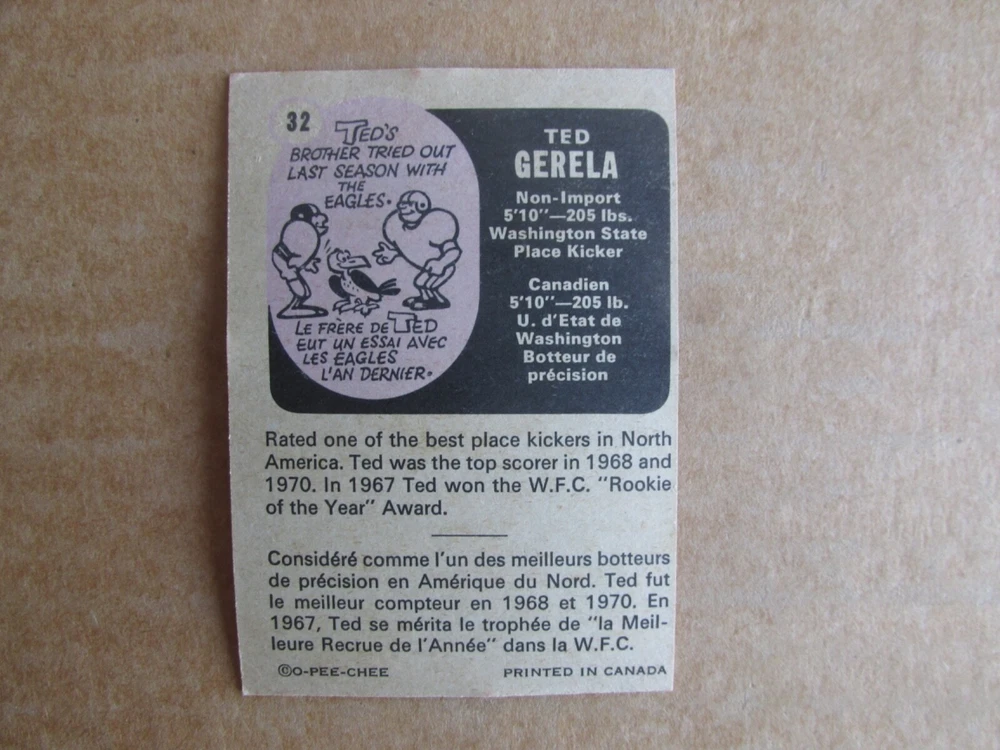 32
TED'S
BROTHER TRIED OUT
LAST SEASON WITH
THE
EAGLES.
LE FRÈRE DE TED
EUT UN ESSAI AVEC
LES EAGLES
L'AN DERNIER.
TED
GERELA
Non-Import
5'10"—205 lbs.
Washington State
Place Kicker
Canadien
5'10"—205 lb.
U. d'Etat de
Washington
Botteur de
précision
Rated one of the best place kickers in North
America. Ted was the top scorer in 1968 and
1970. In 1967 Ted won the W.F.C. "Rookie
of the Year" Award.
Considéré comme l'un des meilleurs botteurs
de précision en Amérique du Nord. Ted fut
le meilleur compteur en 1968 et 1970. En
1967, Ted se mérita le trophée de "la Meil-
leure Recrue de l'Année" dans la W.F.C.
©O-PEE-CHEE PRINTED IN CANADA